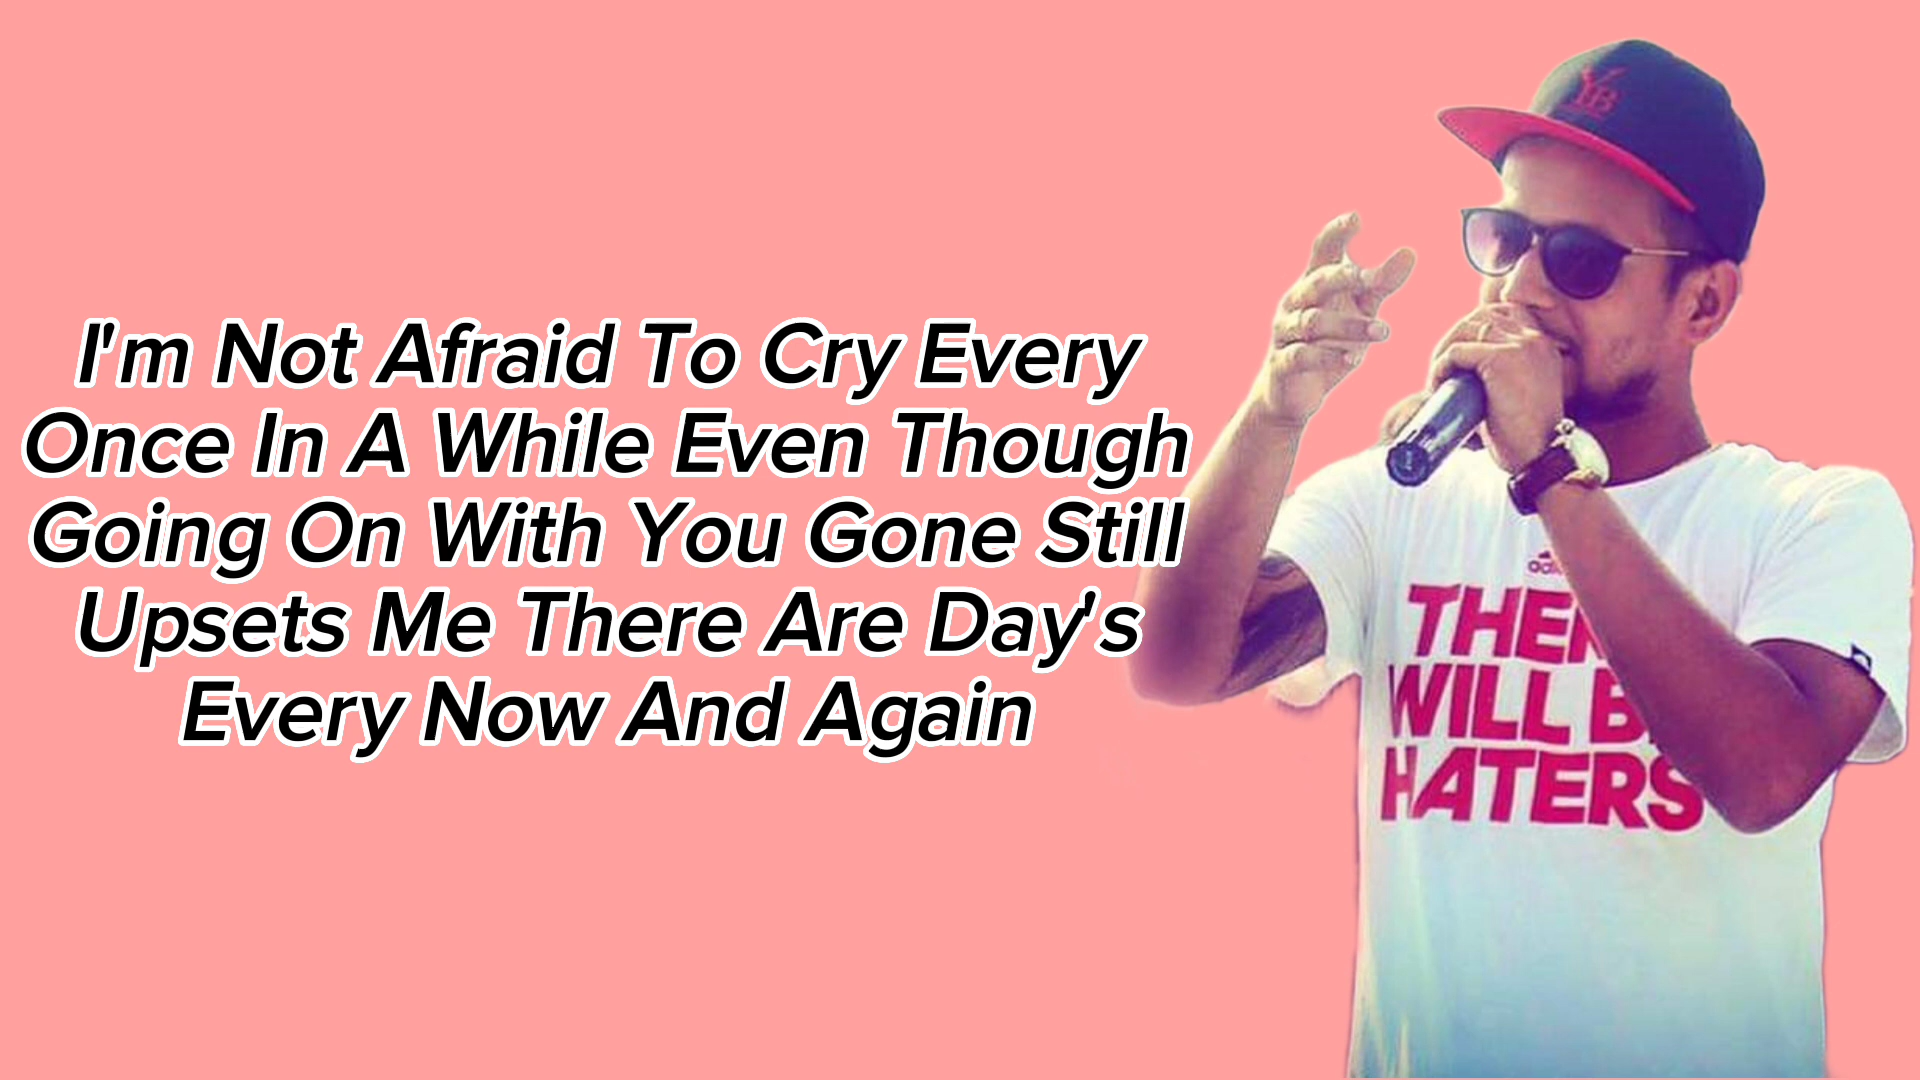 I'm Not Afraid To Cry Every
Once In A While Even Though
Going On With You Gone Still
Upsets Me There Are Day's
Every Now And Again
YB
THE
WILL B
HATERS